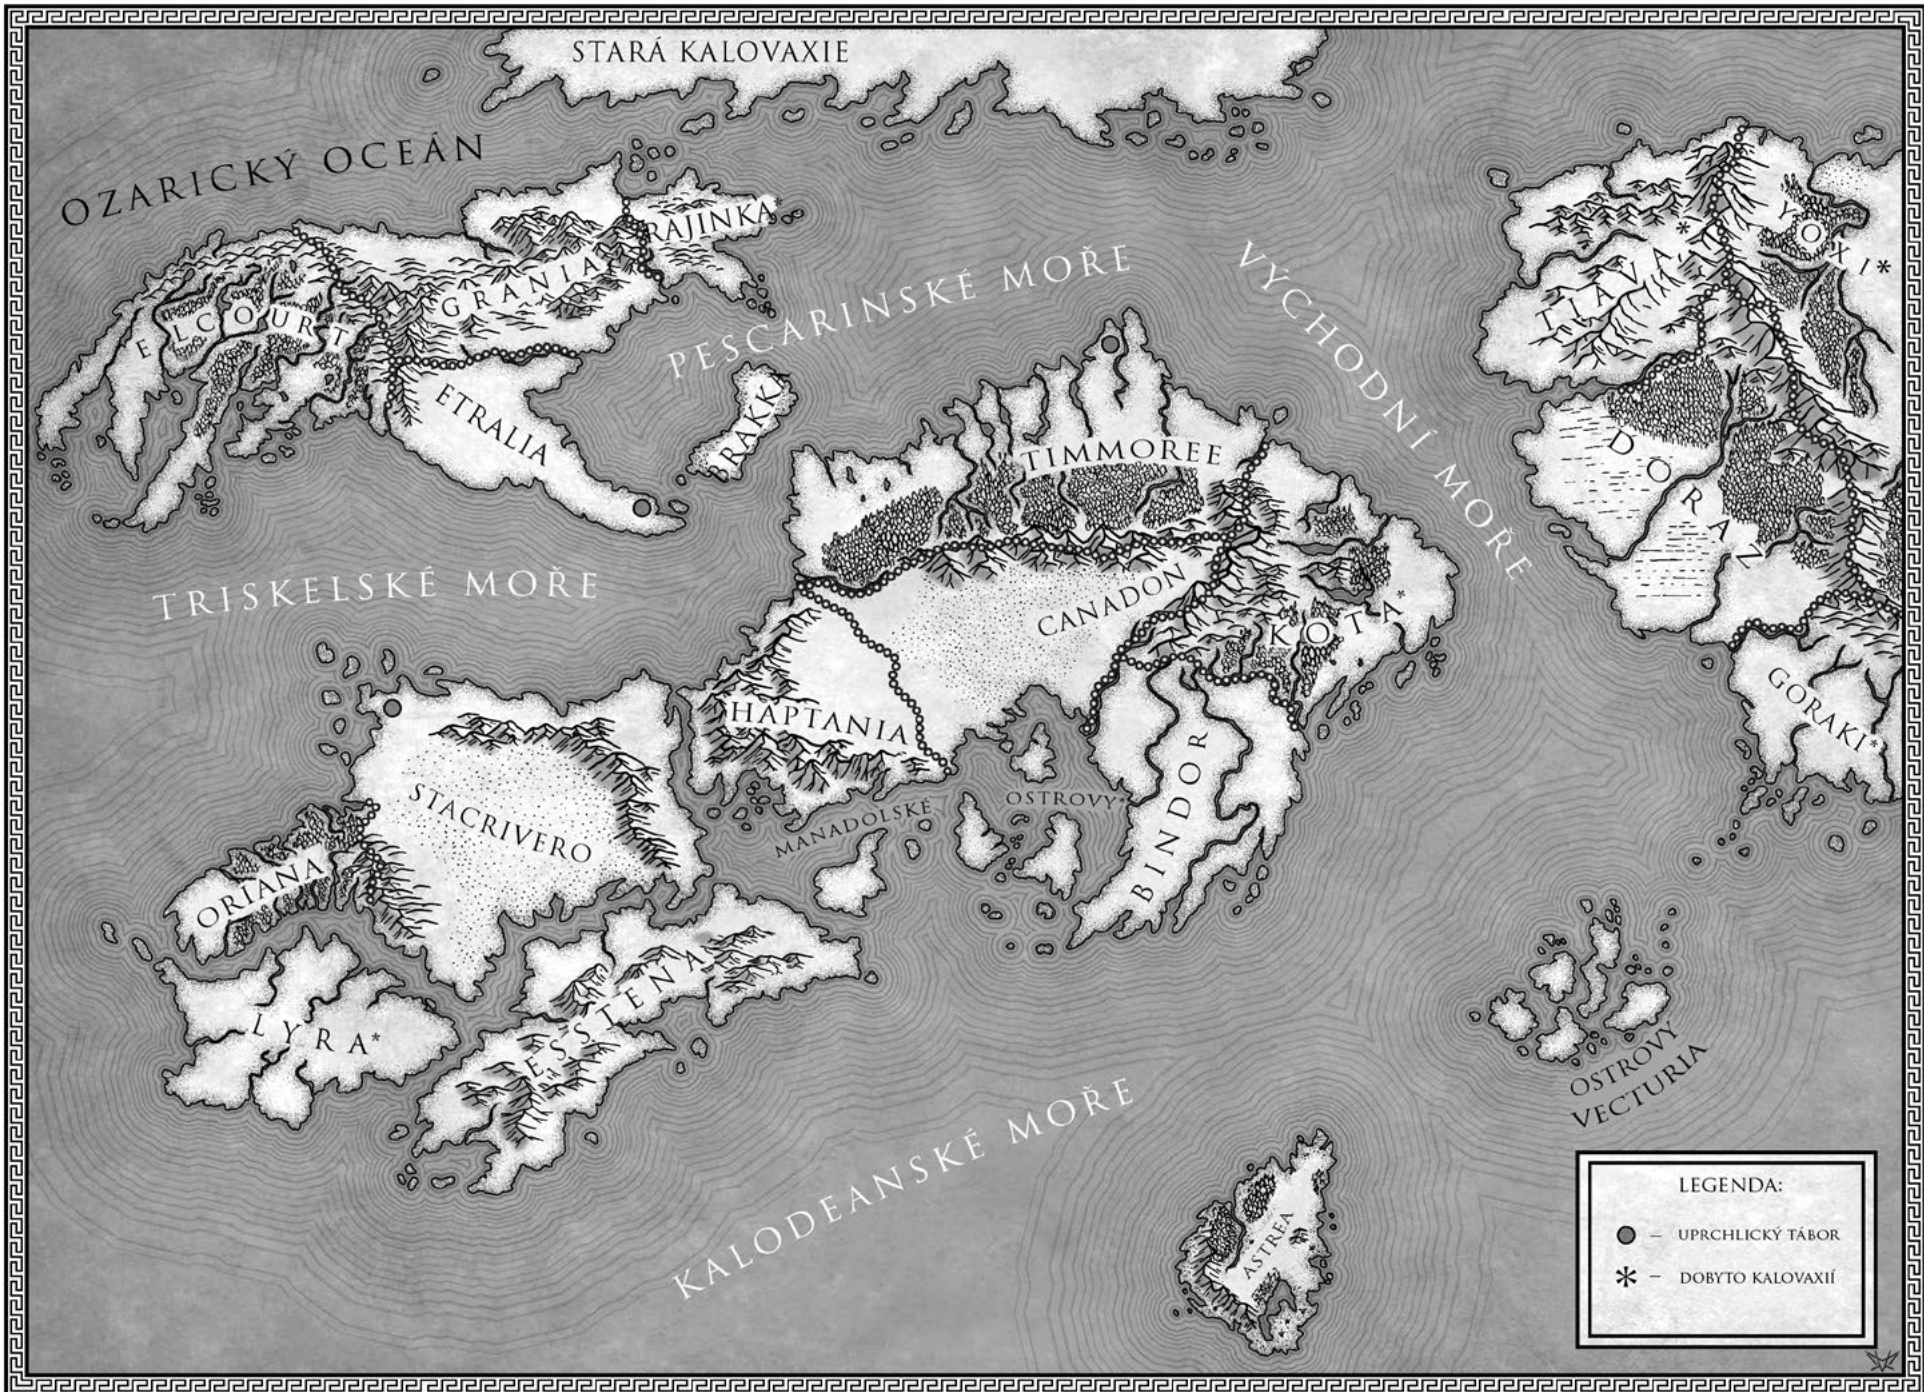 STARÁ KALOVAXIE
OZARICKÝ OCEÁN
RAJINKA
GRANIA
ELCOURT
ETRALIA
BRAKKA
PESCARINSKÉ MOŘE
VÝCHODNÍ MOŘE
TIAVA*
YOXI*
DORAZ
GORAKI*
TIMMOREE
CANADON
KOTA*
HAPTANIA
BINDOR
MANADOLSKÉ
OSTROVY*
TRISKELSKÉ MOŘE
STACRIVERO
ORIANA
LYRA*
ESSTENA
KALODEANSKÉ MOŘE
OSTROVY
VECTURIA
ASTREA
LEGENDA:
– UPRCHLICKÝ TÁBOR
* – DOBYTO KALOVAXIÍ